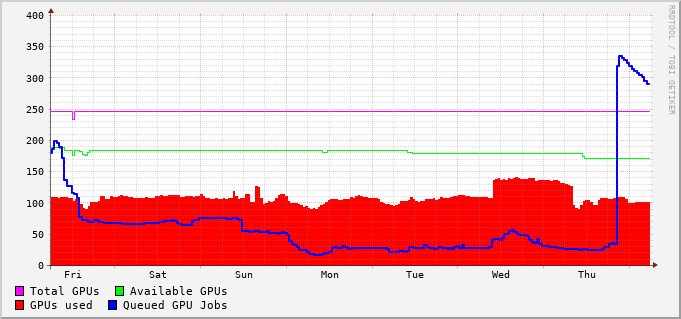 400
350
300
250
200
150
100
50
0
Fri Sat Sun Mon Tue Wed Thu
Total GPUs Available GPUs
GPUs used Queued GPU Jobs
RRDTOOL / TOBI OETIKER